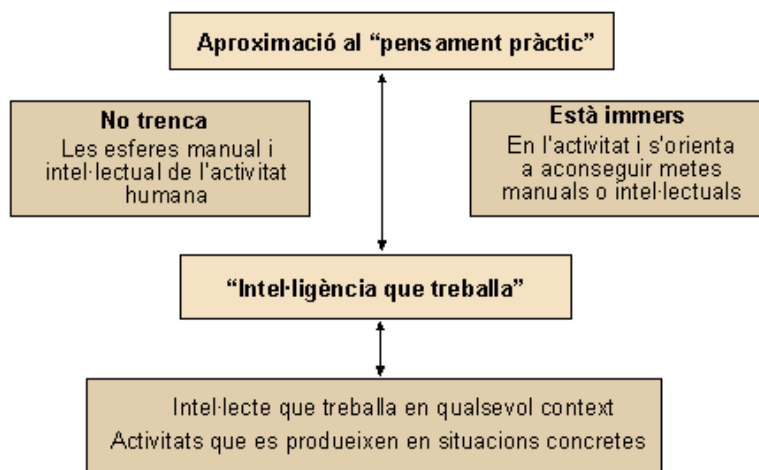 Aproximació al “pensament pràctic”
No trenca
Les esferes manual i
intel·lectual de l'activitat
humana
Està immers
En l'activitat i s'orienta
a aconseguir metes
manuals o intel·lectuals
“Intel·ligència que treballa”
Intel·lecte que treballa en qualsevol context
Activitats que es produeixen en situacions concretes